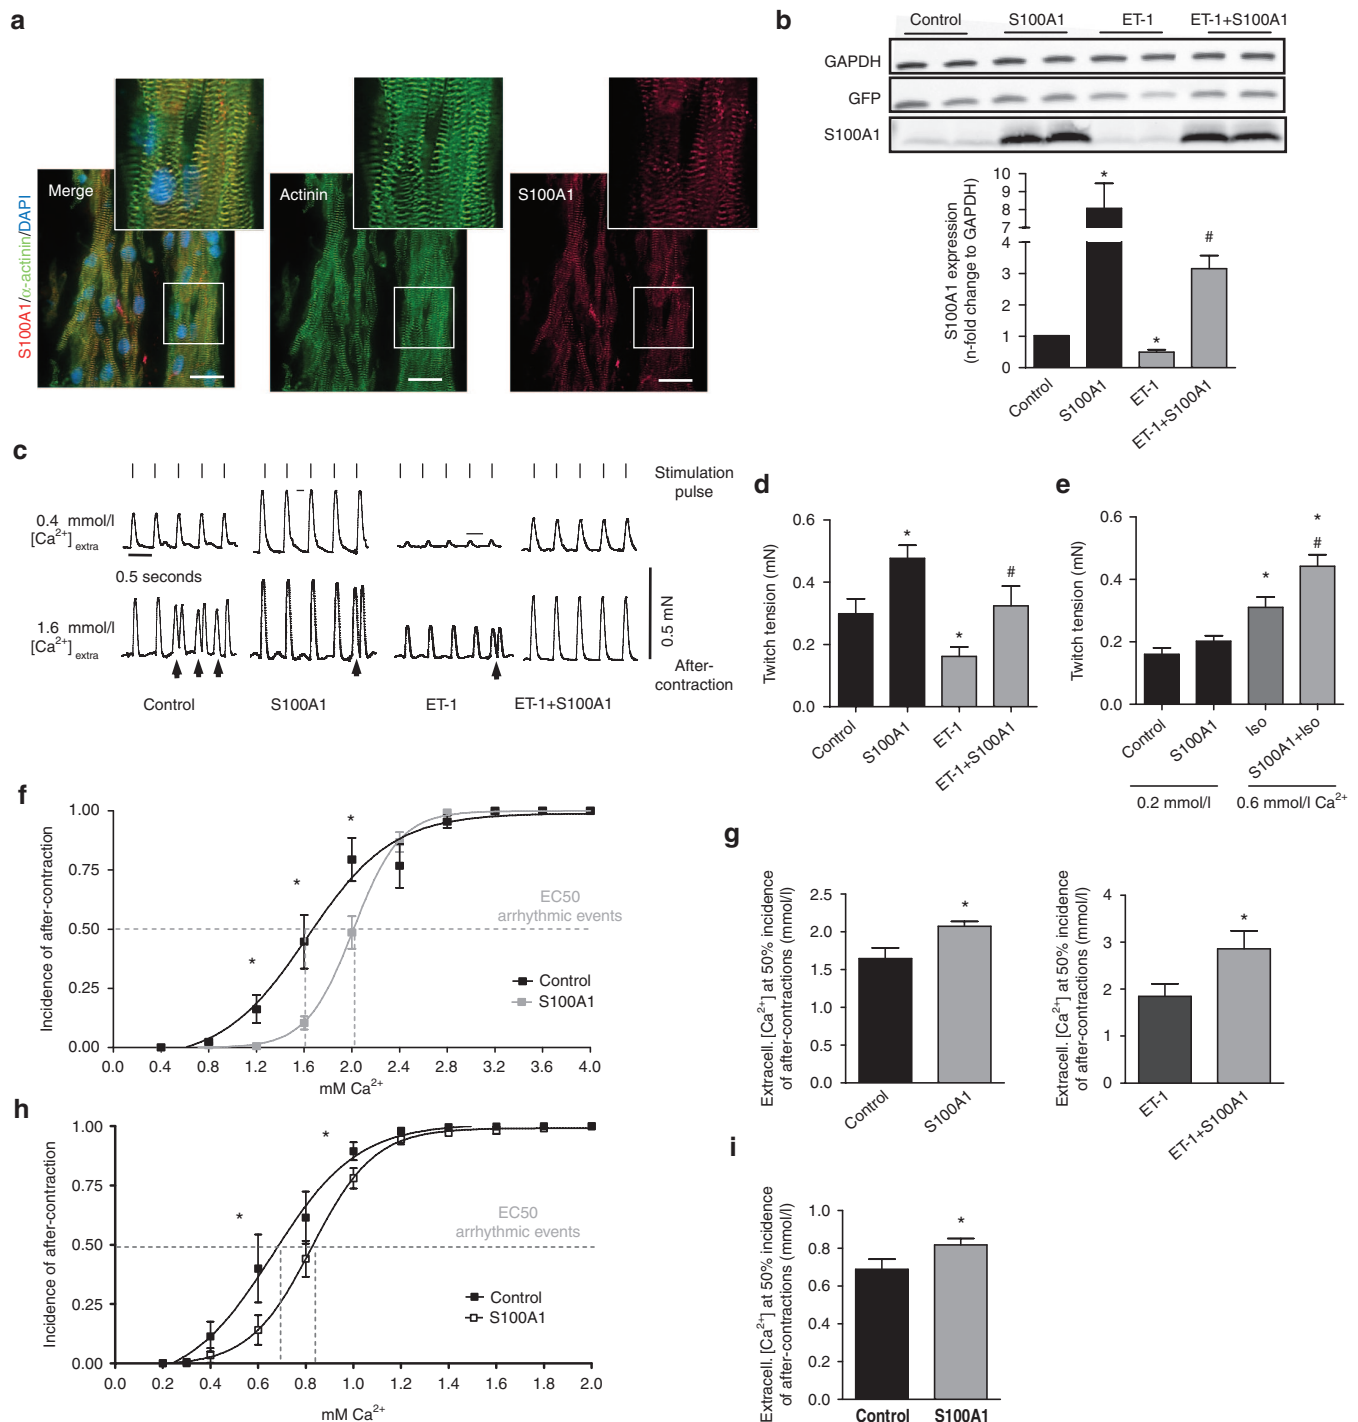 a
S100A1/α-actinin/DAPI
Merge
Actinin
S100A1
b
Control S100A1 ET-1 ET-1+S100A1
GAPDH
GFP
S100A1
S100A1 expression
(n-fold change to GAPDH)
10
9
8
7
4
3
2
1
0
*
*
#
Control
S100A1
ET-1
ET-1+S100A1
c
Stimulation
pulse
0.4 mmol/l
[Ca2+] extra
0.5 seconds
1.6 mmol/l
[Ca2+] extra
0.5 mN
After-
contraction
Control
S100A1
ET-1
ET-1+S100A1
d
Twitch tension (mN)
0.6
0.4
0.2
0.0
*
*
#
Control
S100A1
ET-1
ET-1+S100A1
e
Twitch tension (mN)
0.6
0.4
0.2
0.0
*
*
#
Control
S100A1
Iso
S100A1+Iso
0.2 mmol/l
0.6 mmol/l Ca2+
f
Incidence of after-contraction
1.00
0.75
0.50
0.25
0.00
*
*
*
EC50
arrhythmic events
Control
S100A1
0.0 0.4 0.8 1.2 1.6 2.0 2.4 2.8 3.2 3.6 4.0
mM Ca2+
g
Extracell. [Ca2+] at 50% incidence
of after-contractions (mmol/l)
2.5
2.0
1.5
1.0
0.5
0.0
*
Control
S100A1
Extracell. [Ca2+] at 50% incidence
of after-contractions (mmol/l)
4
3
2
1
0
*
ET-1
ET-1+S100A1
h
Incidence of after-contraction
1.00
0.75
0.50
0.25
0.00
*
*
EC50
arrhythmic events
Control
S100A1
0.0 0.2 0.4 0.6 0.8 1.0 1.2 1.4 1.6 1.8 2.0
mM Ca2+
i
Extracell. [Ca2+] at 50% incidence
of after-contractions (mmol/l)
1.0
0.8
0.6
0.4
0.2
0.0
*
Control
S100A1